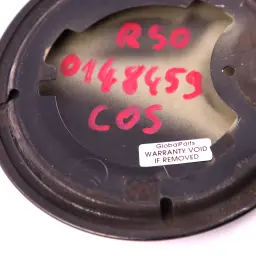 R50
0148459
COS
GlobalParts
WARRANTY VOID
IF REMOVED